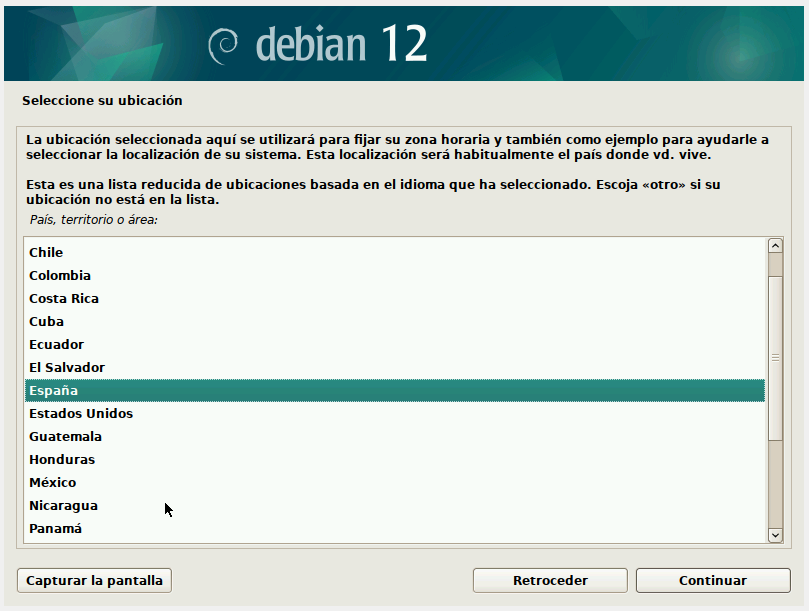 debian 12
Seleccione su ubicación
La ubicación seleccionada aquí se utilizará para fijar su zona horaria y también como ejemplo para ayudarle a
seleccionar la localización de su sistema. Esta localización será habitualmente el país donde vd. vive.
Esta es una lista reducida de ubicaciones basada en el idioma que ha seleccionado. Escoja «otro» si su
ubicación no está en la lista.
País, territorio o área:
Chile
Colombia
Costa Rica
Cuba
Ecuador
El Salvador
España
Estados Unidos
Guatemala
Honduras
México
Nicaragua
Panamá
Capturar la pantalla
Retroceder
Continuar